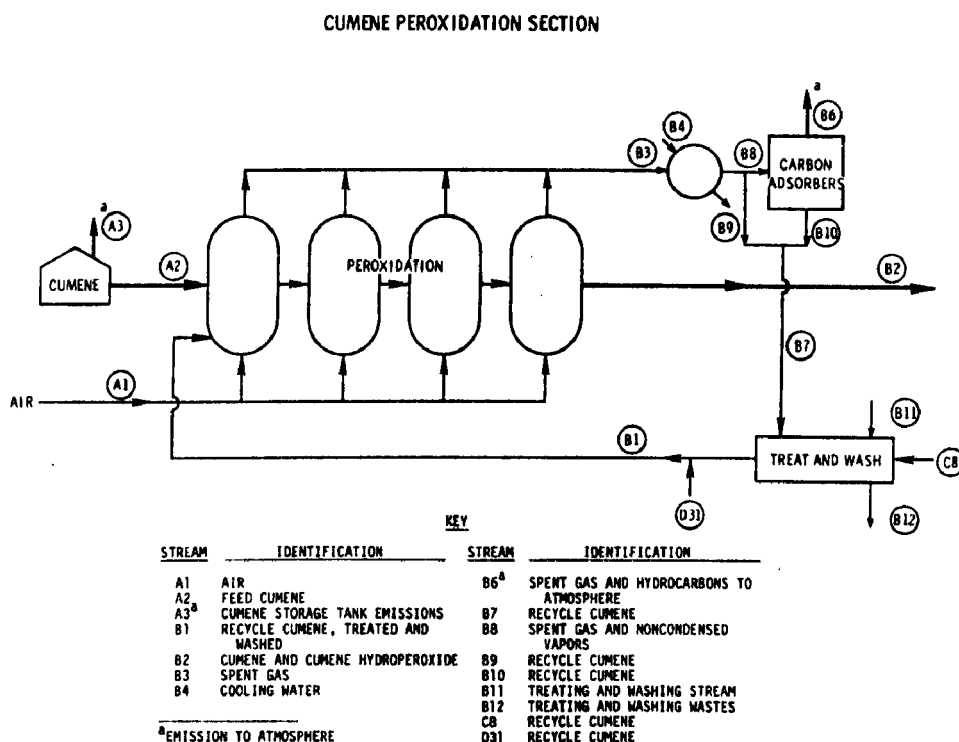 CUMENE PEROXIDATION SECTION
a
B6
B4
B3
B8
CARBON
ADSORBERS
a
A3
B9
B10
A2
PEROXIDATION
B2
CUMENE
B7
A1
AIR
B11
B1
TREAT AND WASH
C8
D31
B12
KEY
STREAM IDENTIFICATION STREAM IDENTIFICATION
A1 AIR
A2 FEED CUMENE
A3a CUMENE STORAGE TANK EMISSIONS
B1 RECYCLE CUMENE, TREATED AND
WASHED
B2 CUMENE AND CUMENE HYDROPEROXIDE
B3 SPENT GAS
B4 COOLING WATER
B6a SPENT GAS AND HYDROCARBONS TO
ATMOSPHERE
B7 RECYCLE CUMENE
B8 SPENT GAS AND NONCONDENSED
VAPORS
B9 RECYCLE CUMENE
B10 RECYCLE CUMENE
B11 TREATING AND WASHING STREAM
B12 TREATING AND WASHING WASTES
C8 RECYCLE CUMENE
D31 RECYCLE CUMENE
aEMISSION TO ATMOSPHERE